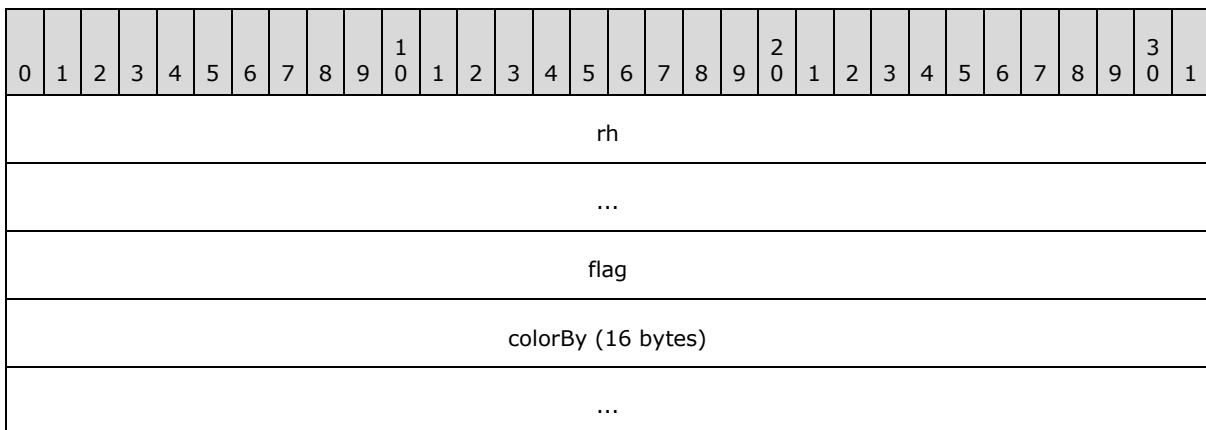 0 1 2 3 4 5 6 7 8 9 1 0 1 2 3 4 5 6 7 8 9 2 0 1 2 3 4 5 6 7 8 9 3 0 1
rh
...
flag
colorBy (16 bytes)
...